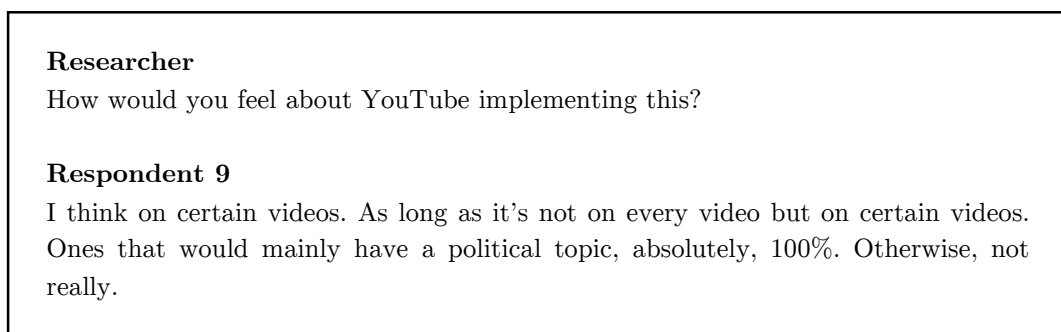 Researcher
How would you feel about YouTube implementing this?
Respondent 9
I think on certain videos. As long as it's not on every video but on certain videos.
Ones that would mainly have a political topic, absolutely, 100%. Otherwise, not
really.